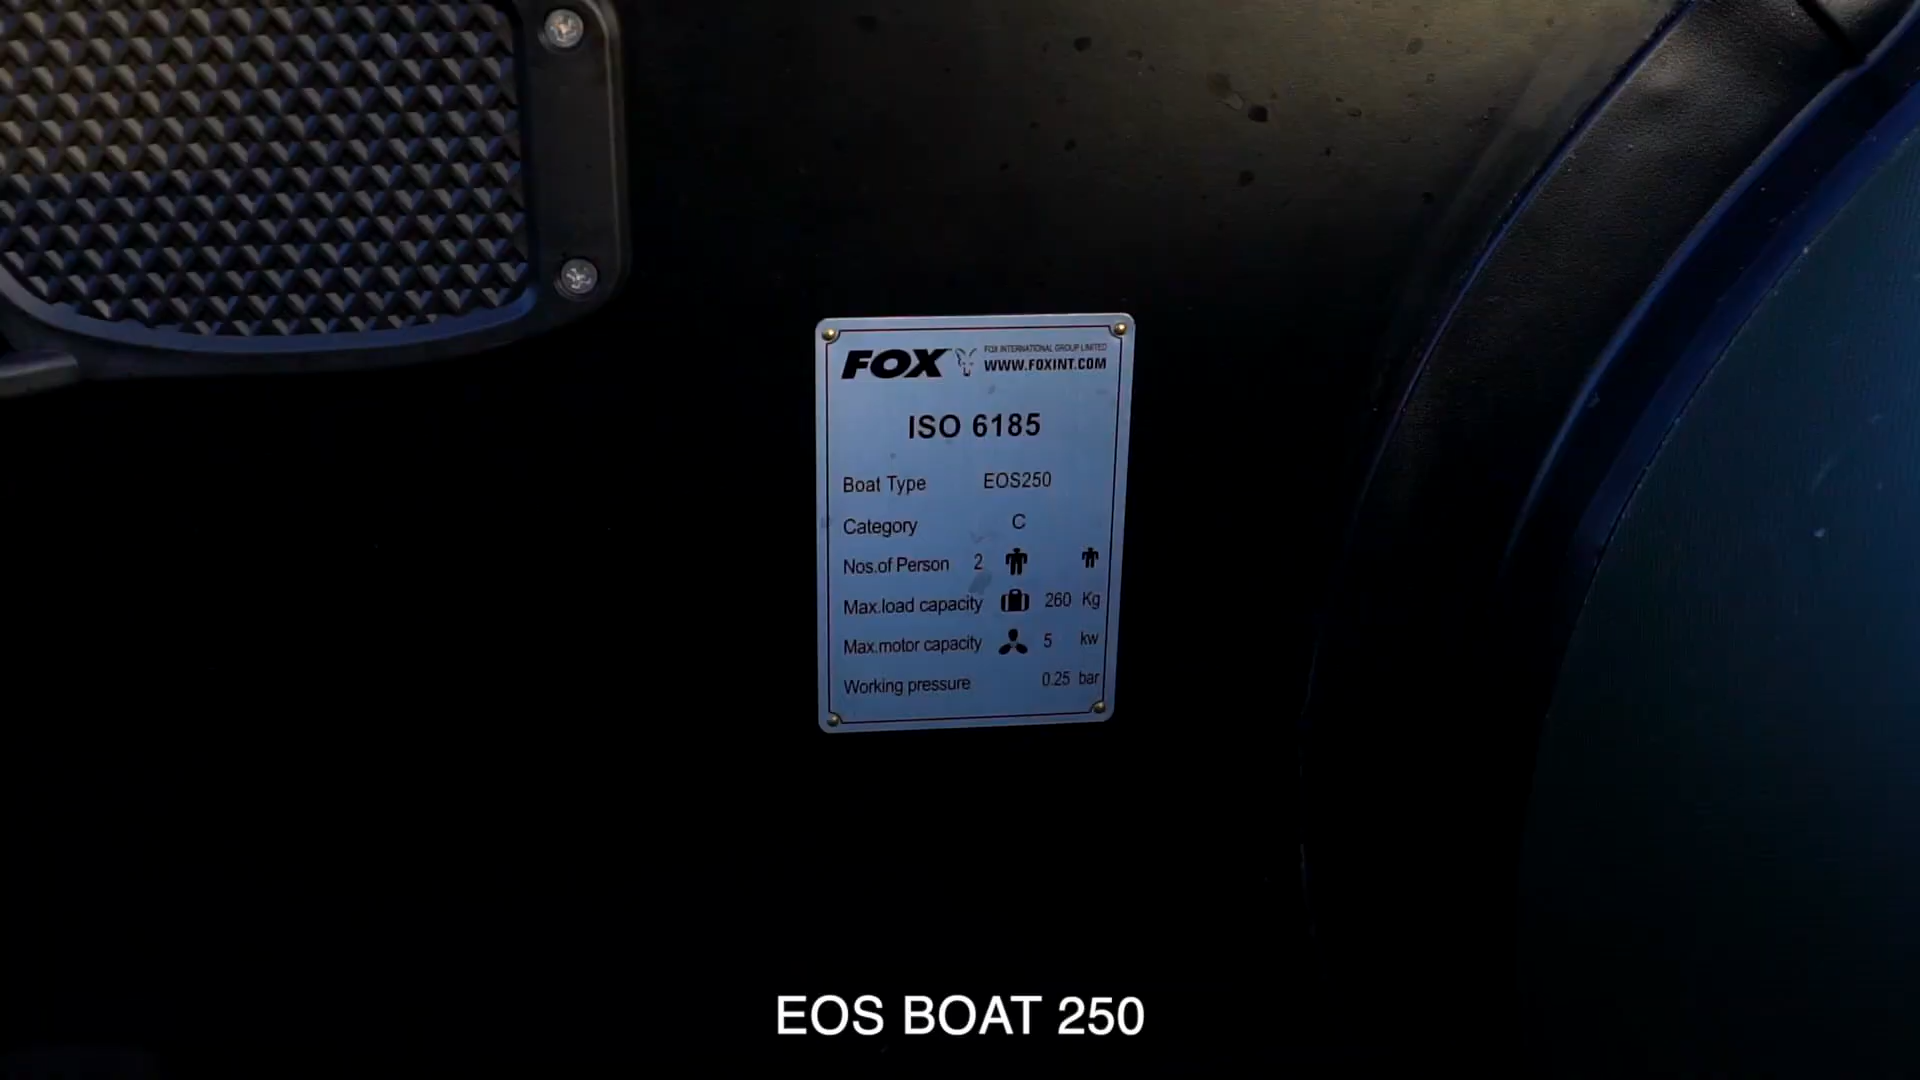 FOX FOX INTERNATIONAL GROUP LIMITED
WWW.FOXINT.COM
ISO 6185
Boat Type EOS250
Category C
Nos.of Person 2
Max.load capacity 260 Kg
Max.motor capacity 5 kw
Working pressure 0.25 bar
EOS BOAT 250